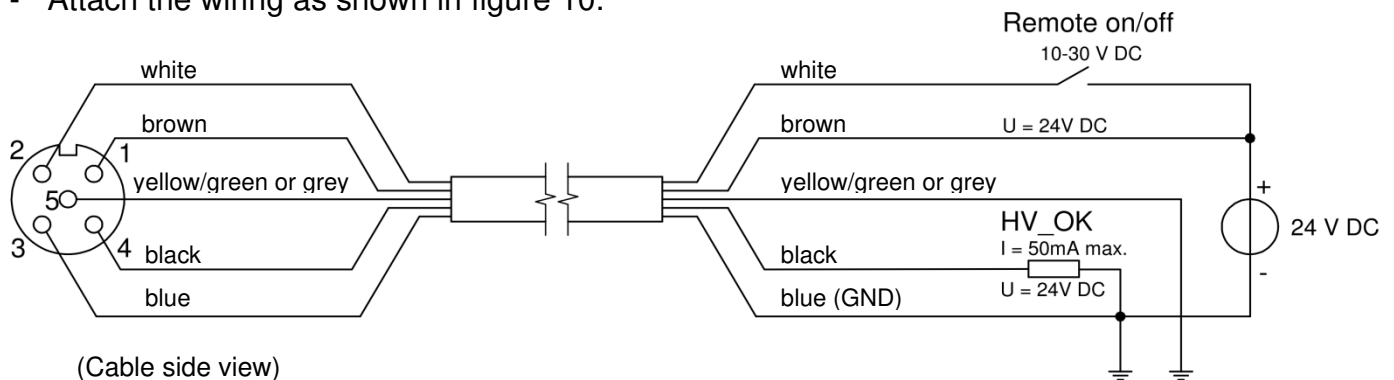 - Attach the wiring as shown in figure 10.
Remote on/off
10-30 V DC
white
white
brown
brown
U = 24V DC
2
1
yellow/green or grey
yellow/green or grey
5
+
24 V DC
HV_OK
I = 50mA max.
3
4
black
black
U = 24V DC
-
blue
blue (GND)
(Cable side view)